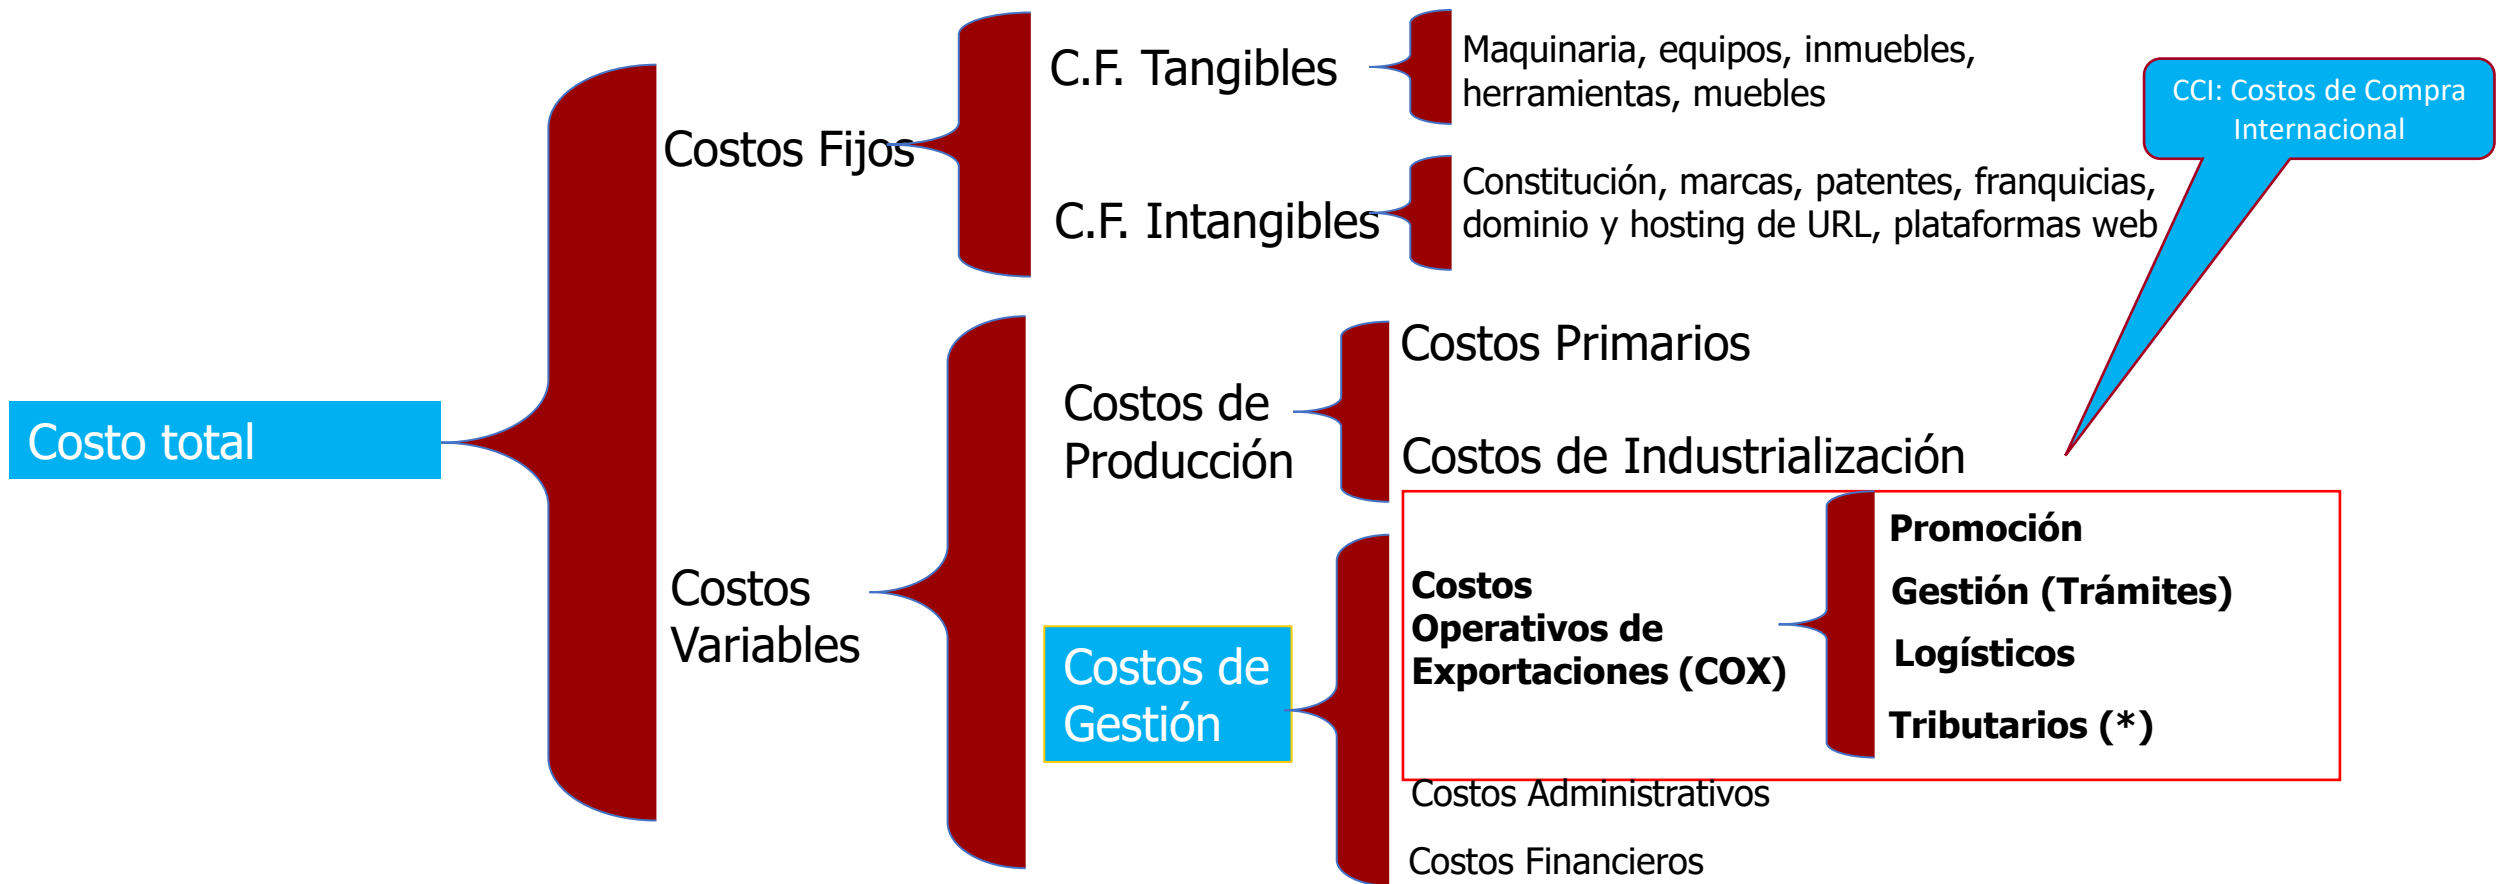 Costo total
Costos Fijos
C.F. Tangibles
Maquinaria, equipos, inmuebles,
herramientas, muebles
C.F. Intangibles
Constitución, marcas, patentes, franquicias,
dominio y hosting de URL, plataformas web
CCI: Costos de Compra
Internacional
Costos
Variables
Costos de
Producción
Costos Primarios
Costos de Industrialización
Costos de
Gestión
Costos
Operativos de
Exportaciones (COX)
Promoción
Gestión (Trámites)
Logísticos
Tributarios (*)
Costos Administrativos
Costos Financieros